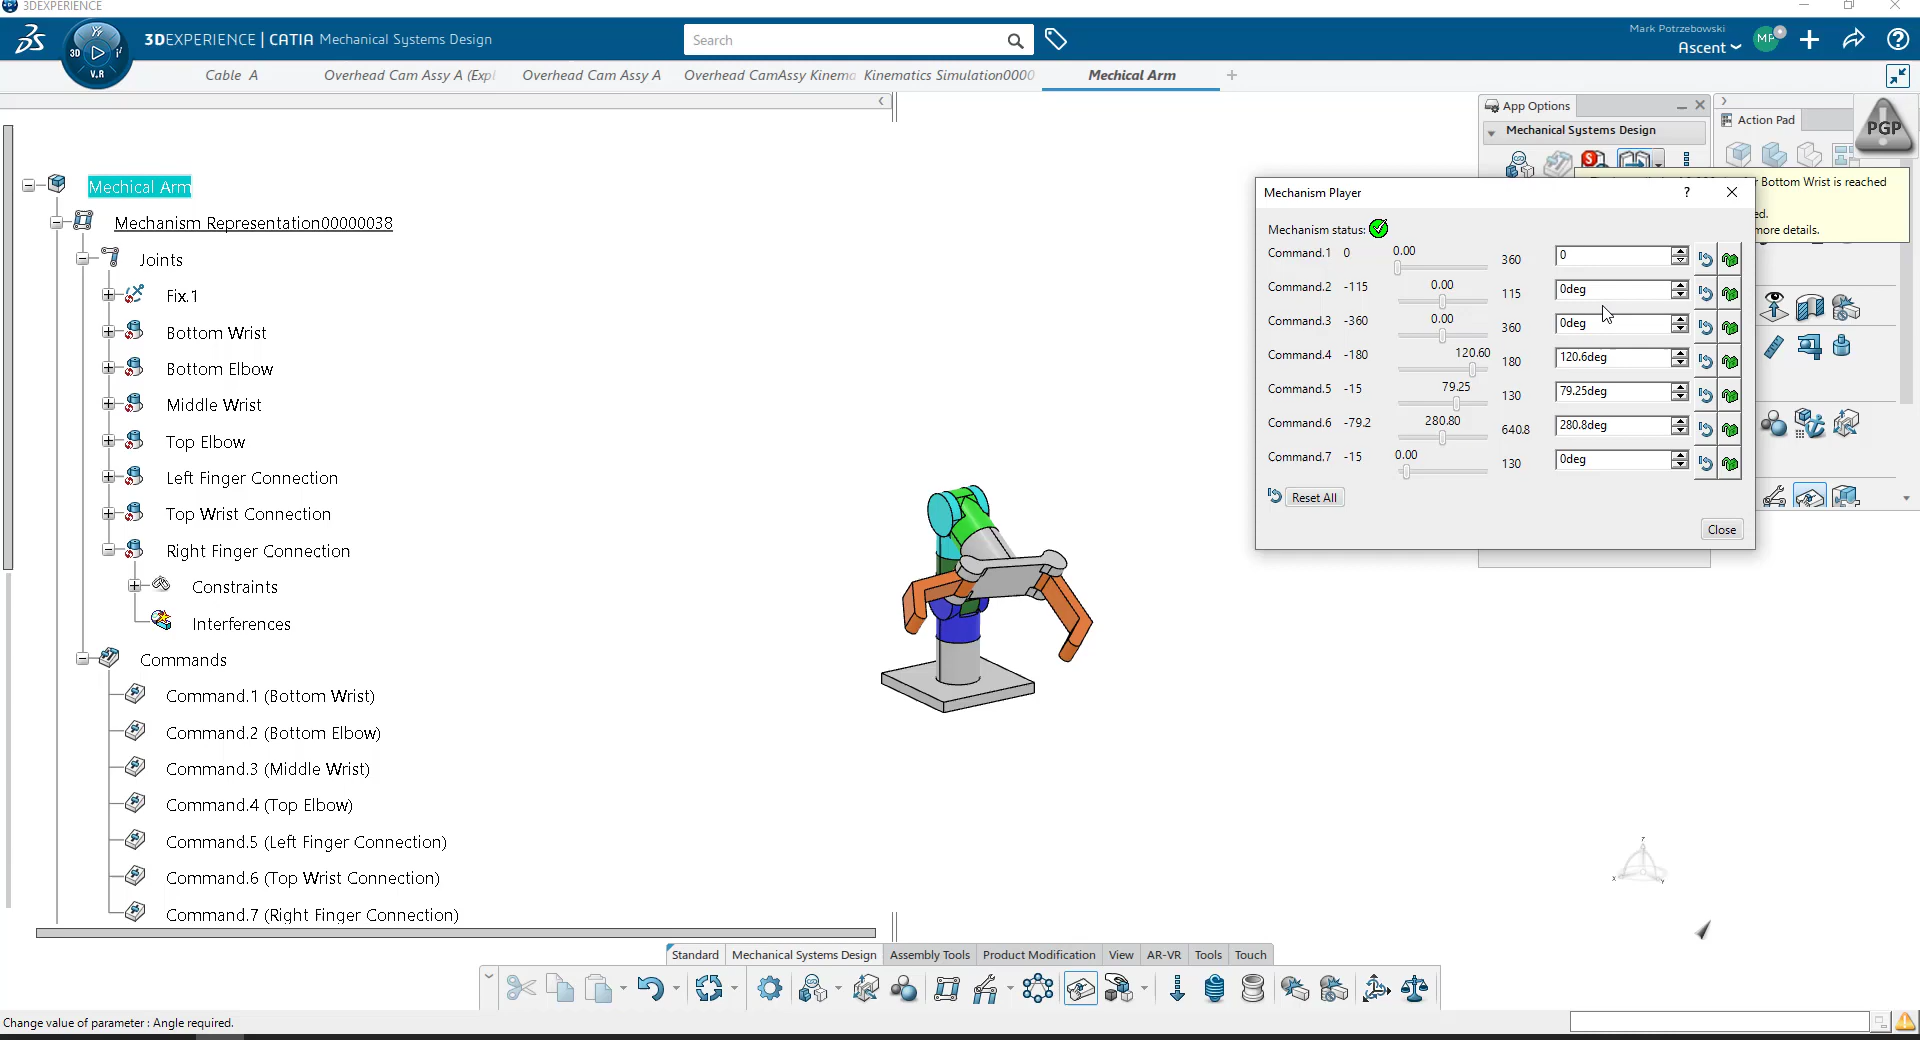 3DEXPERIENCE
3DEXPERIENCE | CATIA Mechanical Systems Design
3D
V.R
Search
Mark Potrzebowski
Ascent
MP
Cable A
Overhead Cam Assy A (Expl
Overhead Cam Assy A
Overhead CamAssy Kinema
Kinematics Simulation0000
Mechical Arm
App Options
Mechanical Systems Design
Action Pad
PGP
Bottom Wrist is reached
ed.
more details.
Mechical Arm
Mechanism Representation00000038
Joints
Fix.1
Bottom Wrist
Bottom Elbow
Middle Wrist
Top Elbow
Left Finger Connection
Top Wrist Connection
Right Finger Connection
Constraints
Interferences
Commands
Command.1 (Bottom Wrist)
Command.2 (Bottom Elbow)
Command.3 (Middle Wrist)
Command.4 (Top Elbow)
Command.5 (Left Finger Connection)
Command.6 (Top Wrist Connection)
Command.7 (Right Finger Connection)
Mechanism Player
Mechanism status:
Command.1 0 0.00 360 0
Command.2 -115 0.00 115 0deg
Command.3 -360 0.00 360 0deg
Command.4 -180 120.60 180 120.6deg
Command.5 -15 79.25 130 79.25deg
Command.6 -79.2 280.80 640.8 280.8deg
Command.7 -15 0.00 130 0deg
Reset All
Close
Standard Mechanical Systems Design Assembly Tools Product Modification View AR-VR Tools Touch
Change value of parameter : Angle required.